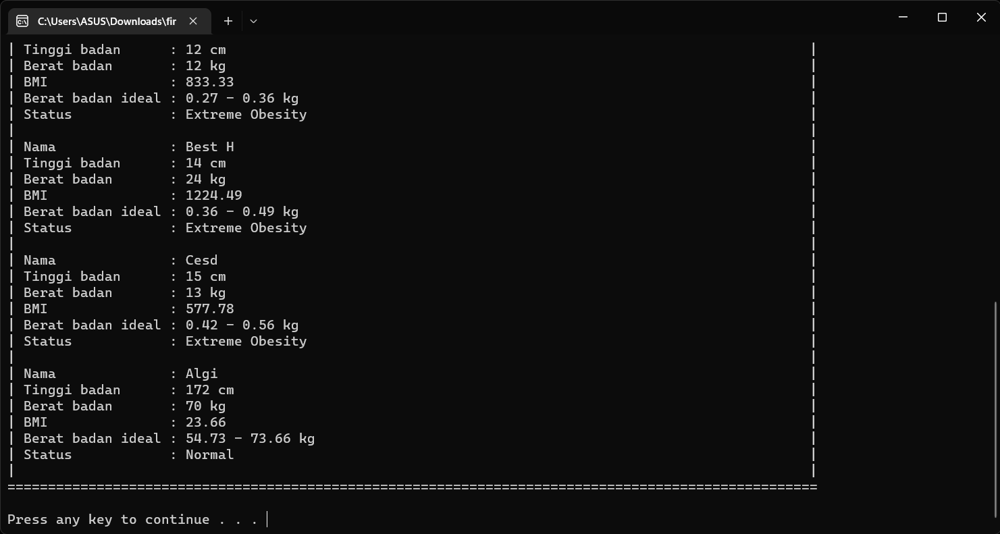 C:\Users\ASUS\Downloads\fir
| Tinggi badan : 12 cm |
| Berat badan : 12 kg |
| BMI : 833.33 |
| Berat badan ideal : 0.27 - 0.36 kg |
| Status : Extreme Obesity |
| |
| Nama : Best H |
| Tinggi badan : 14 cm |
| Berat badan : 24 kg |
| BMI : 1224.49 |
| Berat badan ideal : 0.36 - 0.49 kg |
| Status : Extreme Obesity |
| |
| Nama : Cesd |
| Tinggi badan : 15 cm |
| Berat badan : 13 kg |
| BMI : 577.78 |
| Berat badan ideal : 0.42 - 0.56 kg |
| Status : Extreme Obesity |
| |
| Nama : Algi |
| Tinggi badan : 172 cm |
| Berat badan : 70 kg |
| BMI : 23.66 |
| Berat badan ideal : 54.73 - 73.66 kg |
| Status : Normal |
| |
====================================================================================================
Press any key to continue . . .